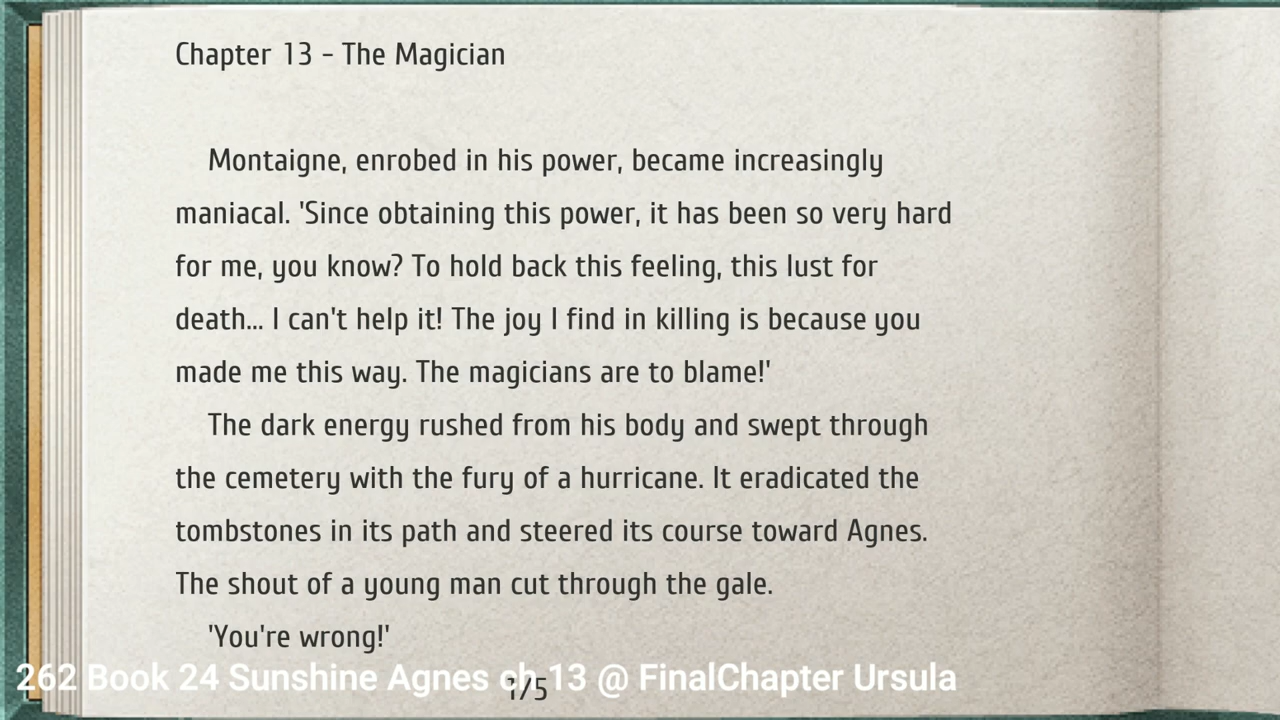 Chapter 13 - The Magician
Montaigne, enrobed in his power, became increasingly
maniacal. 'Since obtaining this power, it has been so very hard
for me, you know? To hold back this feeling, this lust for
death... I can't help it! The joy I find in killing is because you
made me this way. The magicians are to blame!'
The dark energy rushed from his body and swept through
the cemetery with the fury of a hurricane. It eradicated the
tombstones in its path and steered its course toward Agnes.
The shout of a young man cut through the gale.
'You're wrong!'
262 Book 24 Sunshine Agnes ch 13 @ FinalChapter Ursula
1/5